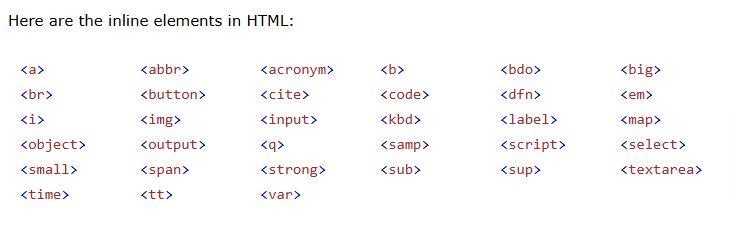 Here are the inline elements in HTML:
<a> <abbr> <acronym> <b> <bdo> <big>
<br> <button> <cite> <code> <dfn> <em>
<i> <img> <input> <kbd> <label> <map>
<object> <output> <q> <samp> <script> <select>
<small> <span> <strong> <sub> <sup> <textarea>
<time> <tt> <var>